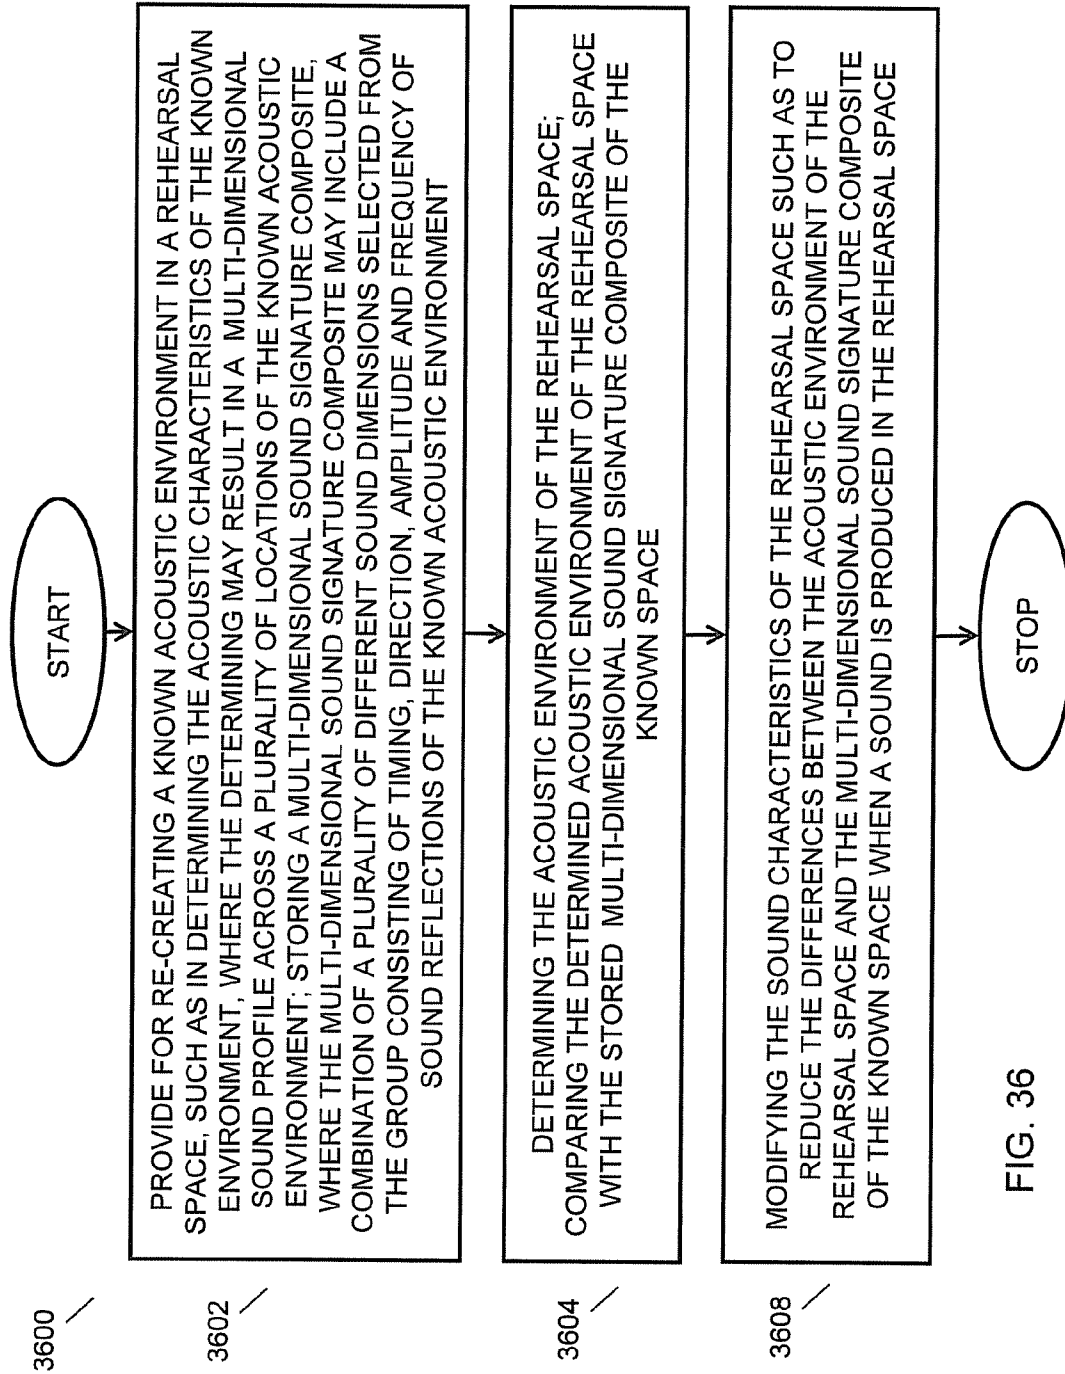 3600
START
3602
PROVIDE FOR RE-CREATING A KNOWN ACOUSTIC ENVIRONMENT IN A REHEARSAL
SPACE, SUCH AS IN DETERMINING THE ACOUSTIC CHARACTERISTICS OF THE KNOWN
ENVIRONMENT, WHERE THE DETERMINING MAY RESULT IN A MULTI-DIMENSIONAL
SOUND PROFILE ACROSS A PLURALITY OF LOCATIONS OF THE KNOWN ACOUSTIC
ENVIRONMENT; STORING A MULTI-DIMENSIONAL SOUND SIGNATURE COMPOSITE,
WHERE THE MULTI-DIMENSIONAL SOUND SIGNATURE COMPOSITE MAY INCLUDE A
COMBINATION OF A PLURALITY OF DIFFERENT SOUND DIMENSIONS SELECTED FROM
THE GROUP CONSISTING OF TIMING, DIRECTION, AMPLITUDE AND FREQUENCY OF
SOUND REFLECTIONS OF THE KNOWN ACOUSTIC ENVIRONMENT
3604
DETERMINING THE ACOUSTIC ENVIRONMENT OF THE REHEARSAL SPACE;
COMPARING THE DETERMINED ACOUSTIC ENVIRONMENT OF THE REHEARSAL SPACE
WITH THE STORED MULTI-DIMENSIONAL SOUND SIGNATURE COMPOSITE OF THE
KNOWN SPACE
3608
MODIFYING THE SOUND CHARACTERISTICS OF THE REHEARSAL SPACE SUCH AS TO
REDUCE THE DIFFERENCES BETWEEN THE ACOUSTIC ENVIRONMENT OF THE
REHEARSAL SPACE AND THE MULTI-DIMENSIONAL SOUND SIGNATURE COMPOSITE
OF THE KNOWN SPACE WHEN A SOUND IS PRODUCED IN THE REHEARSAL SPACE
STOP
FIG. 36